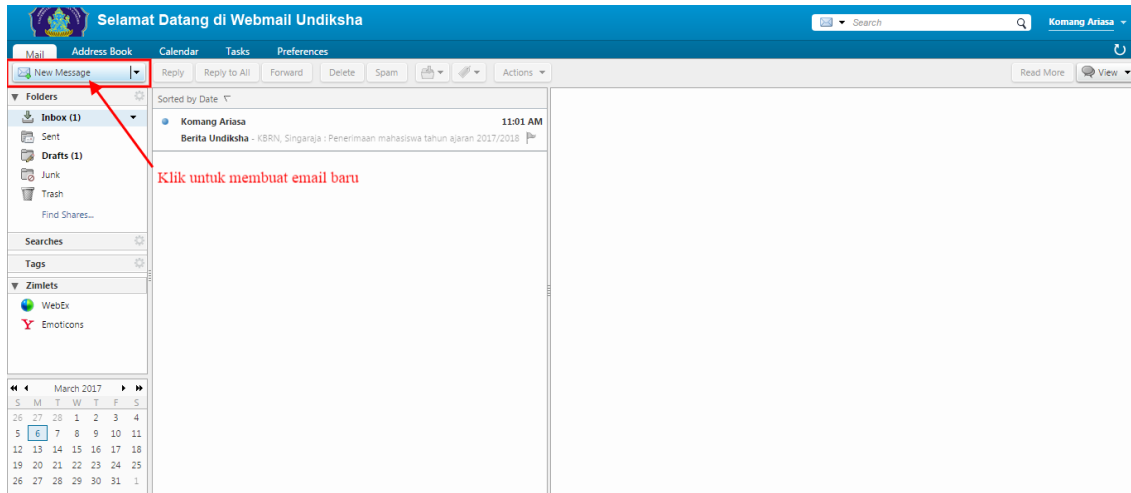 Selamat Datang di Webmail Undiksha
Search
Komang Ariasa
Mail Address Book Calendar Tasks Preferences
New Message Reply Reply to All Forward Delete Spam Actions Read More View
Folders
Inbox (1)
Sent
Drafts (1)
Junk
Trash
Find Shares...
Searches
Tags
Zimlets
WebEx
Emoticons
Sorted by Date
Komang Ariasa 11:01 AM
Berita Undiksha - KBRN, Singaraja : Penerimaan mahasiswa tahun ajaran 2017/2018
Klik untuk membuat email baru
March 2017
S M T W T F S
26 27 28 1 2 3 4
5 6 7 8 9 10 11
12 13 14 15 16 17 18
19 20 21 22 23 24 25
26 27 28 29 30 31 1